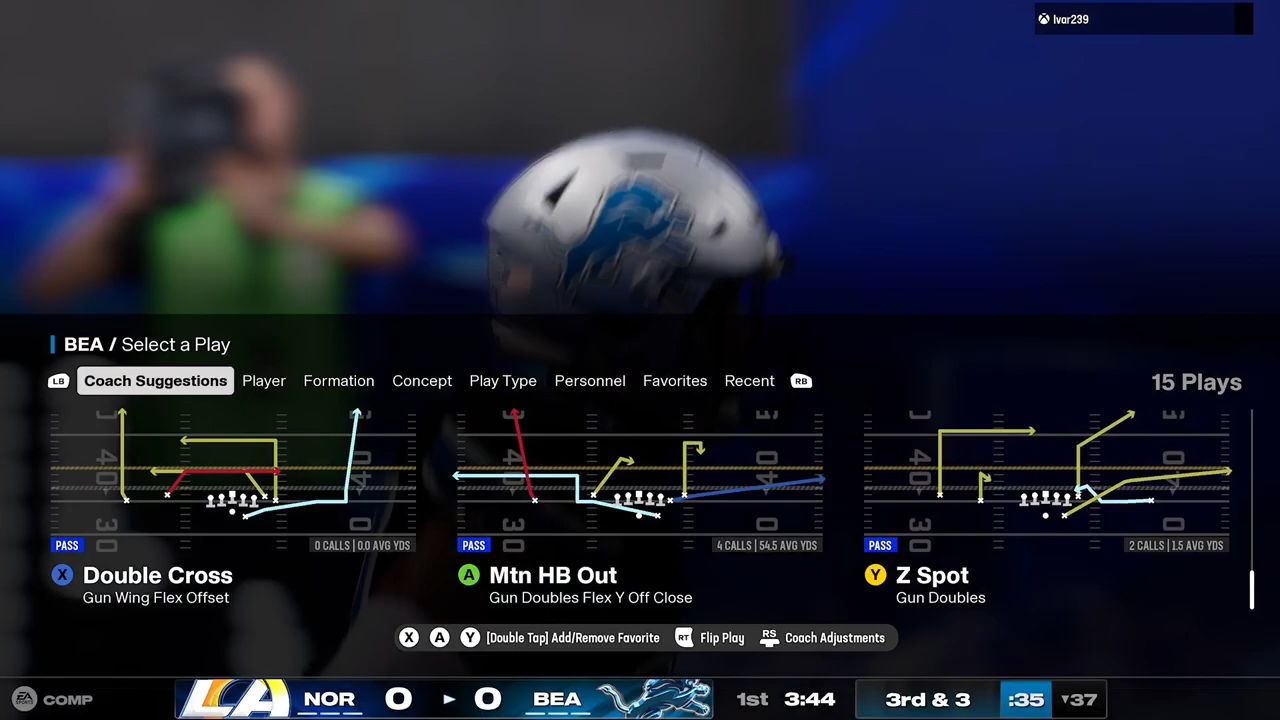 Ivar239
BEA / Select a Play
LB Coach Suggestions Player Formation Concept Play Type Personnel Favorites Recent RB
15 Plays
PASS 0 CALLS | 0.0 AVG YDS
X Double Cross
Gun Wing Flex Offset
PASS 4 CALLS | 54.5 AVG YDS
A Mtn HB Out
Gun Doubles Flex Y Off Close
PASS 2 CALLS | 1.5 AVG YDS
Y Z Spot
Gun Doubles
X A Y [Double Tap] Add/Remove Favorite RT Flip Play RS Coach Adjustments
EA SPORTS COMP NOR 0 0 BEA 1st 3:44 3rd & 3 :35 37